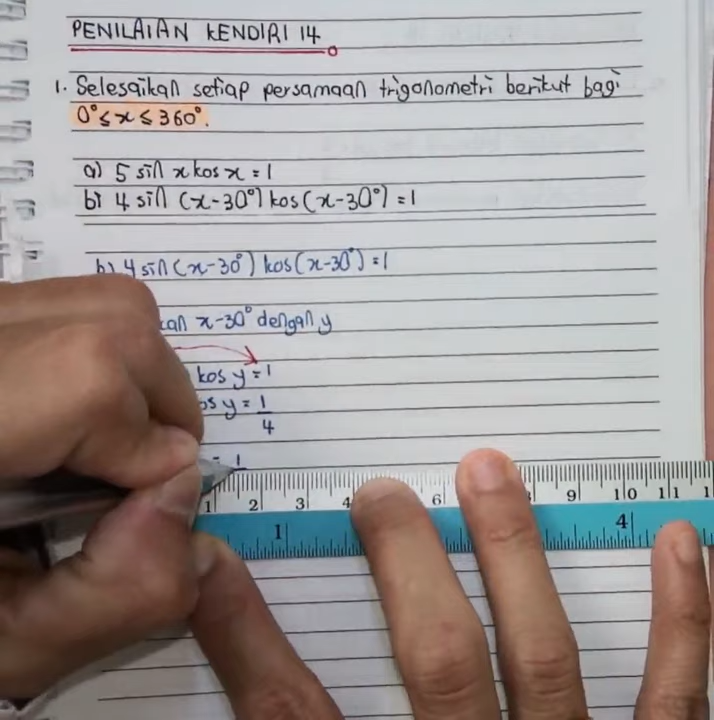 PENILAIAN KENDIRI 14
1. Selesaikan setiap persamaan trigonometri berikut bagi
0° ≤ x ≤ 360°.
a) 5 sin x kos x = 1
b) 4 sin (x-30°) kos (x-30°) = 1
b) 4 sin (x-30°) kos (x-30°) = 1
x-30° dengan y
kos y = 1
y = 1
4
= 1
1 2 3 4 6 9 10 11
1 4